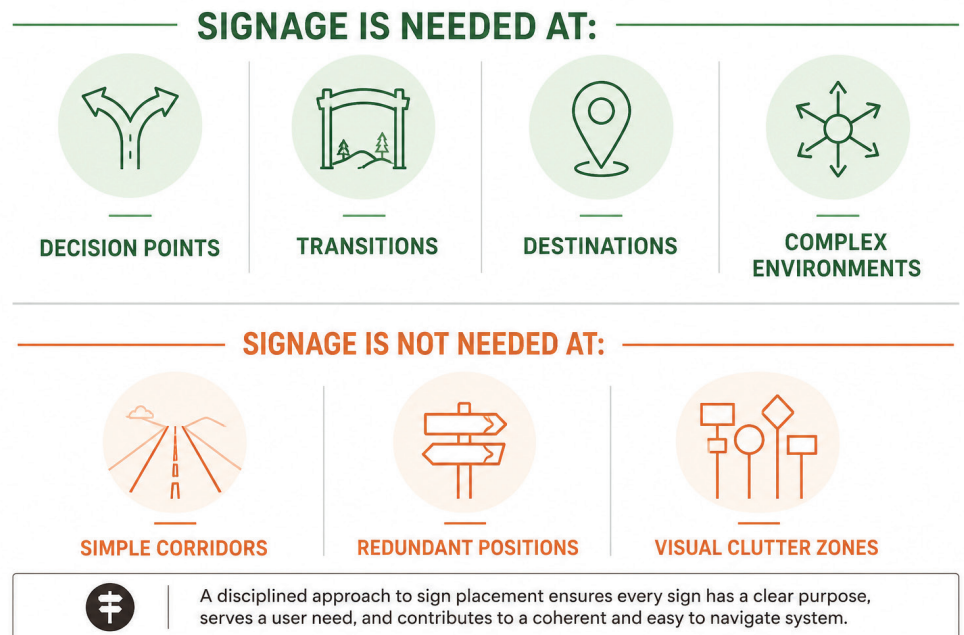 SIGNAGE IS NEEDED AT:
DECISION POINTS
TRANSITIONS
DESTINATIONS
COMPLEX
ENVIRONMENTS
SIGNAGE IS NOT NEEDED AT:
SIMPLE CORRIDORS
REDUNDANT POSITIONS
VISUAL CLUTTER ZONES
A disciplined approach to sign placement ensures every sign has a clear purpose,
serves a user need, and contributes to a coherent and easy to navigate system.